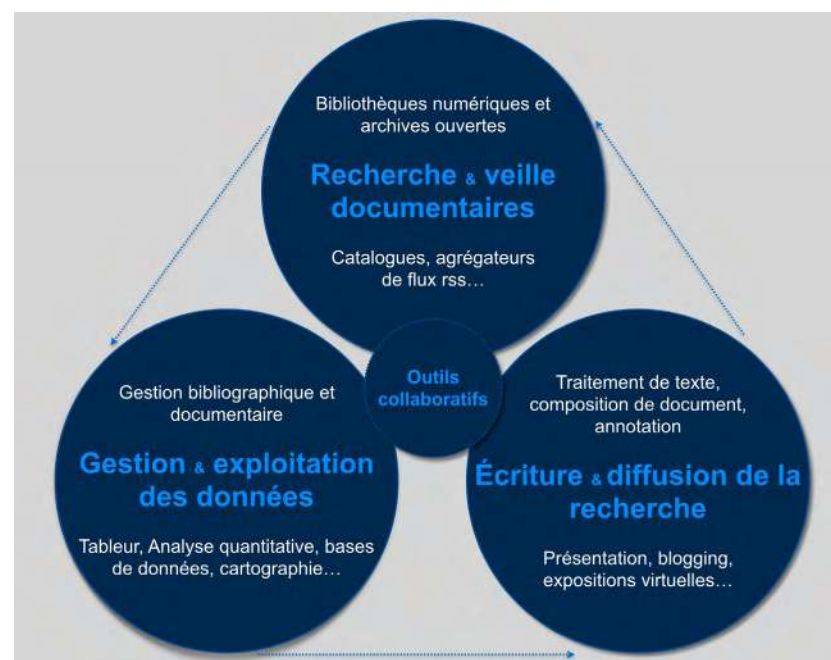 Bibliothèques numériques et
archives ouvertes
Recherche & veille
documentaires
Catalogues, agrégateurs
de flux rss…
Outils
collaboratifs
Gestion bibliographique et
documentaire
Gestion & exploitation
des données
Tableur, Analyse quantitative, bases
de données, cartographie…
Traitement de texte,
composition de document,
annotation
Écriture & diffusion de la
recherche
Présentation, blogging,
expositions virtuelles…